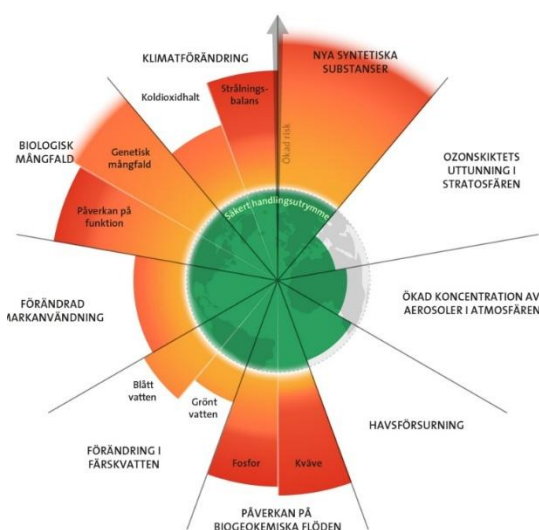 KLIMATFÖRÄNDRING
Koldioxidhalt
Strålnings-
balans
Ökad risk
NYA SYNTETISKA
SUBSTANSER
OZONSKIKTETS
UTTUNNING I
STRATOSFÄREN
ÖKAD KONCENTRATION AV
AEROSOLER I ATMOSFÄREN
HAVSFÖRSURNING
Kväve
Fosfor
PÅVERKAN PÅ
BIOGEOKEMISKA FLÖDEN
Grönt
vatten
Blått
vatten
FÖRÄNDRING I
FÄRSKVATTEN
FÖRÄNDRAD
MARKANVÄNDNING
Påverkan på
funktion
Genetisk
mångfald
BIOLOGISK
MÅNGFALD
Säkert handlingsutrymme